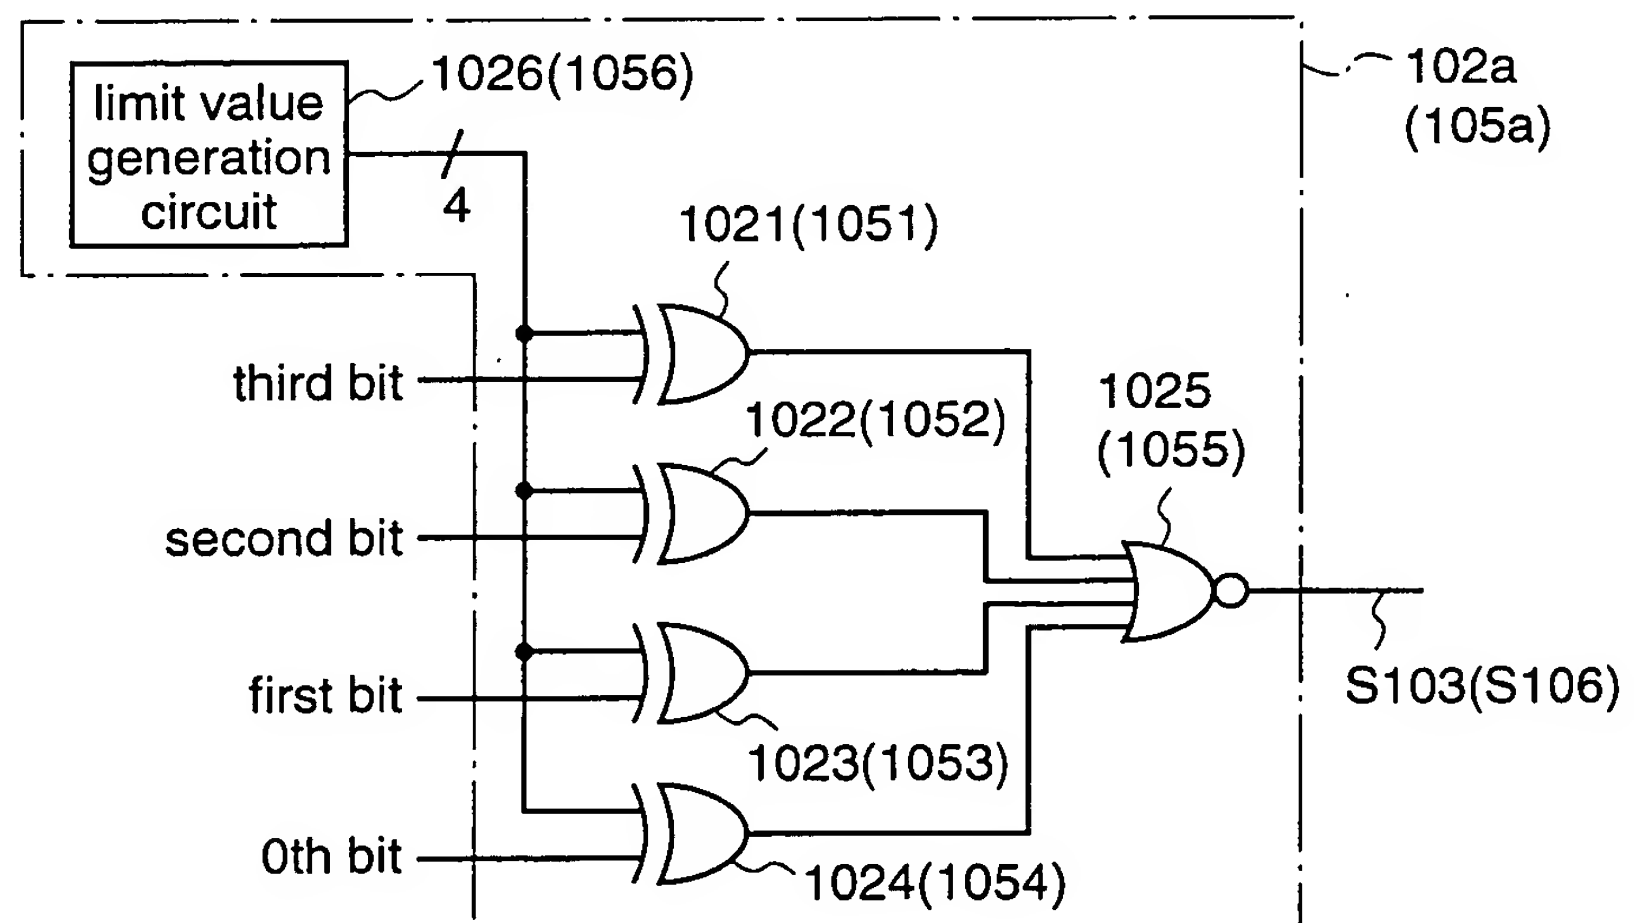 1026(1056)
limit value
generation
circuit
4
102a
(105a)
1021(1051)
third bit
1022(1052)
1025
(1055)
second bit
first bit
S103(S106)
1023(1053)
0th bit
1024(1054)